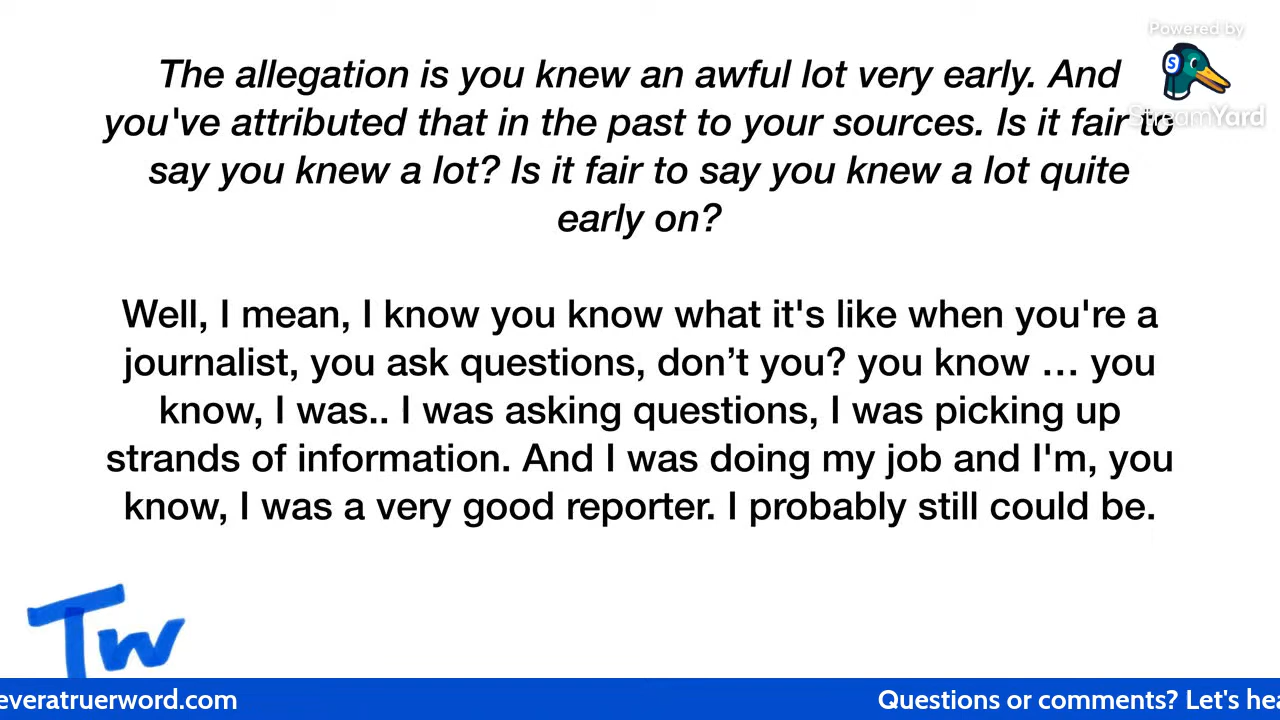 Powered by
The allegation is you knew an awful lot very early. And
StreamYard
you've attributed that in the past to your sources. Is it fair to
say you knew a lot? Is it fair to say you knew a lot quite
early on?
Well, I mean, I know you know what it's like when you're a
journalist, you ask questions, don’t you? you know … you
know, I was.. I was asking questions, I was picking up
strands of information. And I was doing my job and I'm, you
know, I was a very good reporter. I probably still could be.
Tw
everatruerword.com
Questions or comments? Let's hea